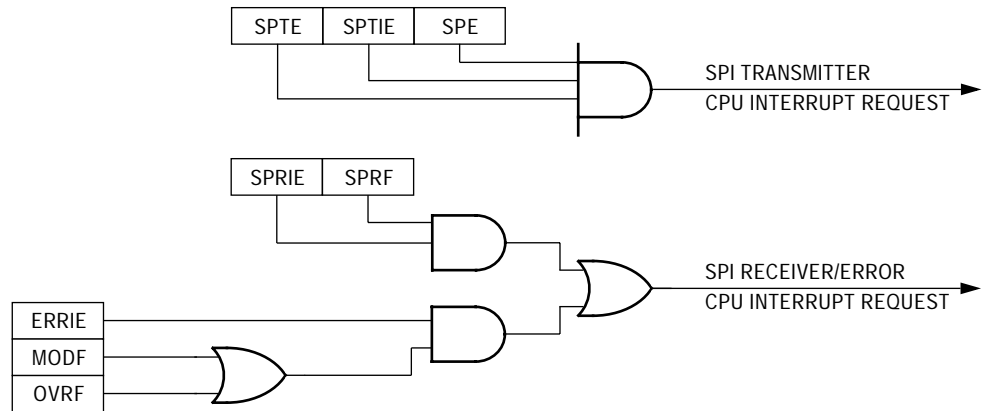 SPTE SPTIE SPE
SPI TRANSMITTER
CPU INTERRUPT REQUEST
SPRIE SPRF
SPI RECEIVER/ERROR
CPU INTERRUPT REQUEST
ERRIE
MODF
OVRF